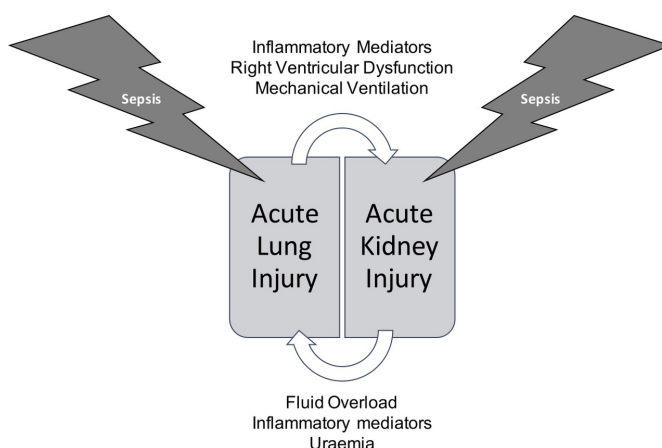 Inflammatory Mediators
Right Ventricular Dysfunction
Mechanical Ventilation
Sepsis
Sepsis
Acute
Lung
Injury
Acute
Kidney
Injury
Fluid Overload
Inflammatory mediators
Uraemia